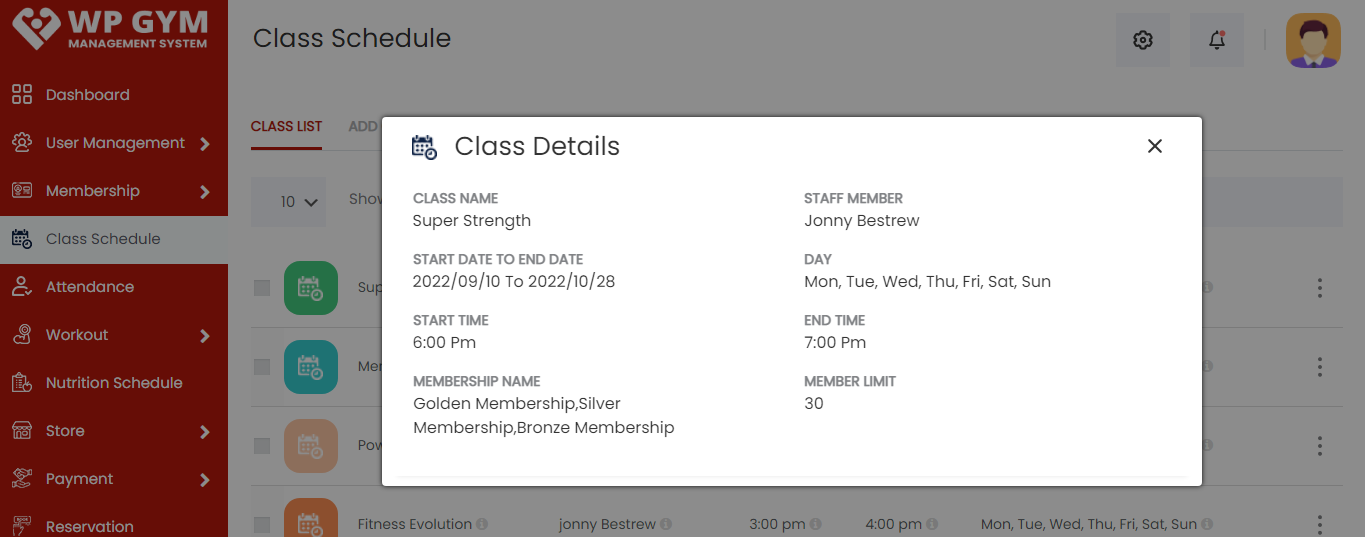 WP GYM
MANAGEMENT SYSTEM
Class Schedule
Dashboard
User Management
Membership
Class Schedule
Attendance
Workout
Nutrition Schedule
Store
Payment
Reservation
CLASS LIST ADD
10
Class Details
CLASS NAME
Super Strength
STAFF MEMBER
Jonny Bestrew
START DATE TO END DATE
2022/09/10 To 2022/10/28
DAY
Mon, Tue, Wed, Thu, Fri, Sat, Sun
START TIME
6:00 Pm
END TIME
7:00 Pm
MEMBERSHIP NAME
Golden Membership,Silver
Membership,Bronze Membership
MEMBER LIMIT
30
Fitness Evolution jonny Bestrew 3:00 pm 4:00 pm Mon, Tue, Wed, Thu, Fri, Sat, Sun